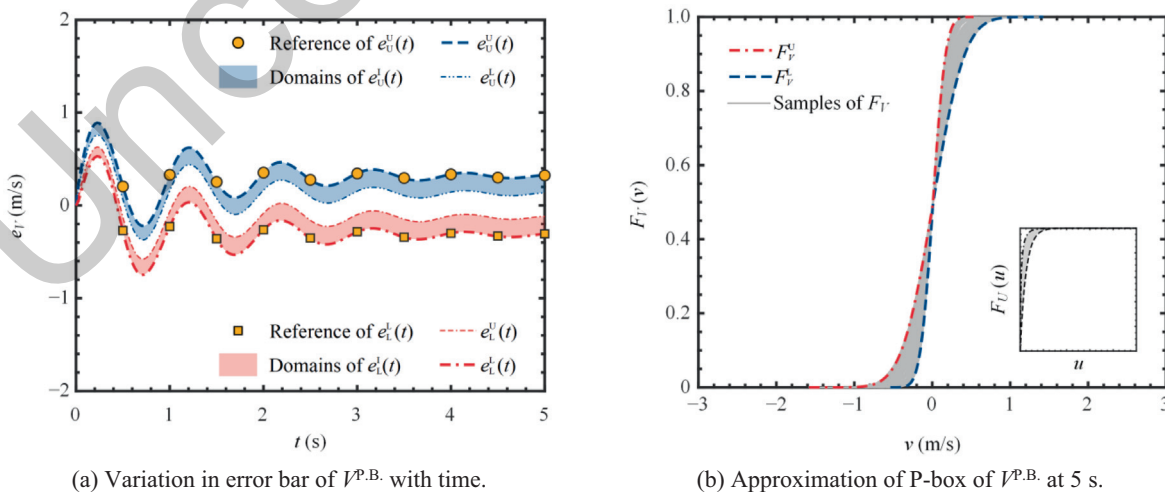 Unco
2
1
0
−1
−2
e_V (m/s)
Reference of e_U^U(t)
e_U^U(t)
Domains of e_U^I(t)
e_U^L(t)
Reference of e_L^L(t)
e_L^U(t)
Domains of e_L^I(t)
e_L^L(t)
0 1 2 3 4 5
t (s)
(a) Variation in error bar of V^P.B. with time.
1.0
0.8
0.6
0.4
0.2
0
F_V (v)
F_V^U
F_V^L
Samples of F_V
F_U (u)
u
−3 −2 −1 0 1 2 3
v (m/s)
(b) Approximation of P-box of V^P.B. at 5 s.